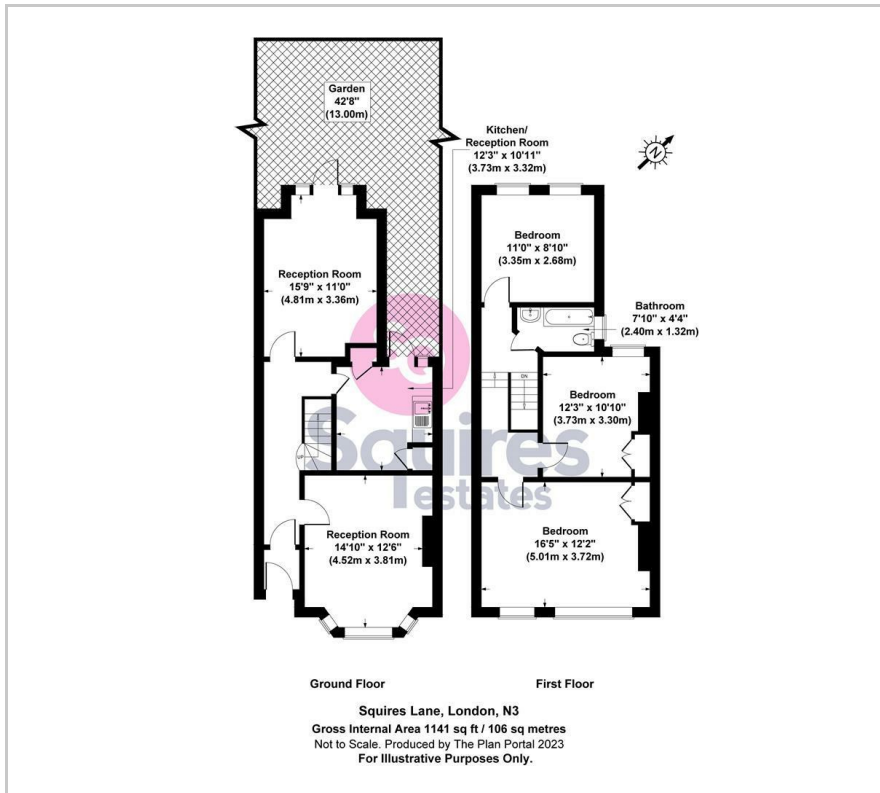 Garden
42'8"
(13.00m)
Kitchen/
Reception Room
12'3" x 10'11"
(3.73m x 3.32m)
N
Bedroom
11'0" x 8'10"
(3.35m x 2.68m)
Reception Room
15'9" x 11'0
(4.81m x 3.36m)
Bathroom
7'10" x 4'4"
(2.40m x 1.32m)
DN
Bedroom
12'3" x 10'10"
(3.73m x 3.30m)
UP
Squires
estates
Reception Room
14'10" x 12'6"
(4.52m x 3.81m)
Bedroom
16'5" x 12'2"
(5.01m x 3.72m)
Ground Floor
First Floor
Squires Lane, London, N3
Gross Internal Area 1141 sq ft / 106 sq metres
Not to Scale. Produced by The Plan Portal 2023
For Illustrative Purposes Only.